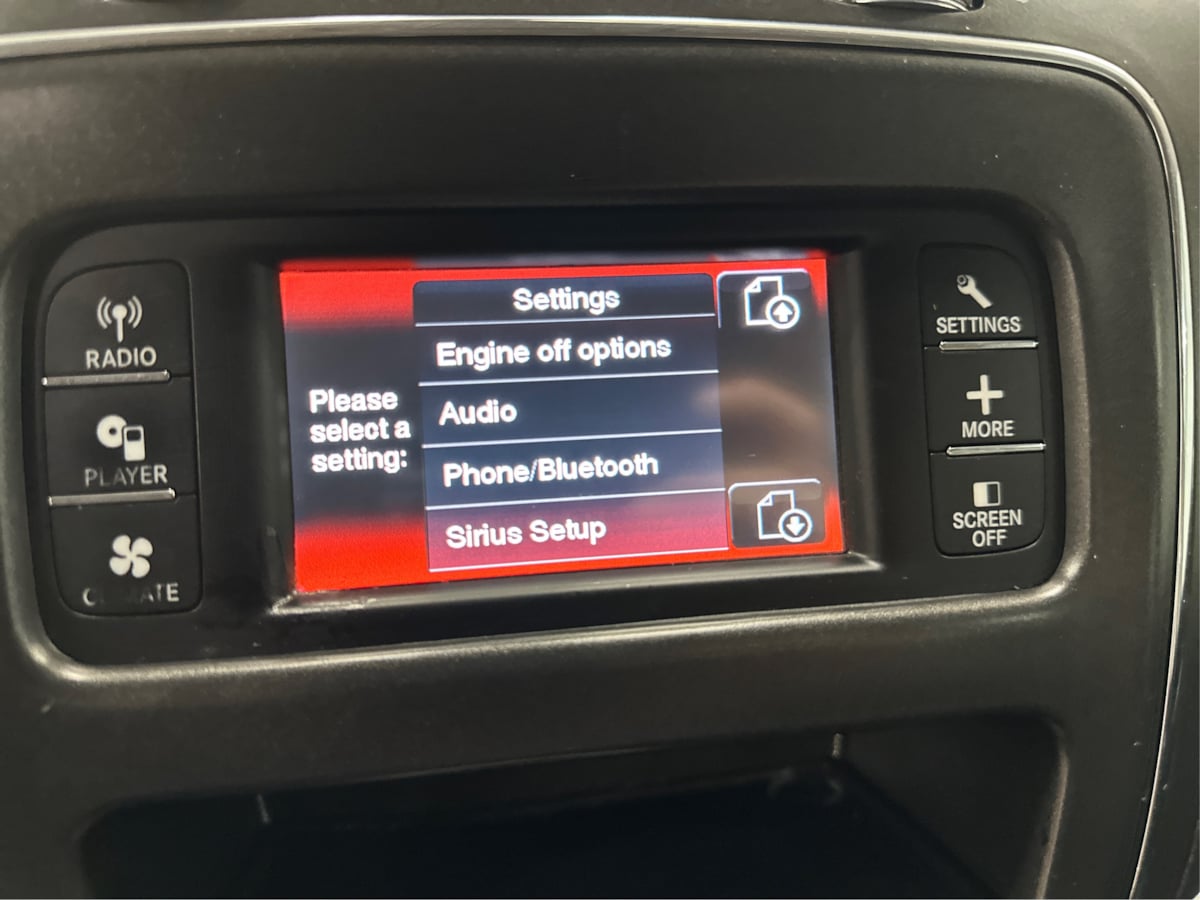 RADIO
PLAYER
Settings
Engine off options
Audio
Phone/Bluetooth
Sirius Setup
Please
select a
setting:
SETTINGS
MORE
SCREEN
OFF